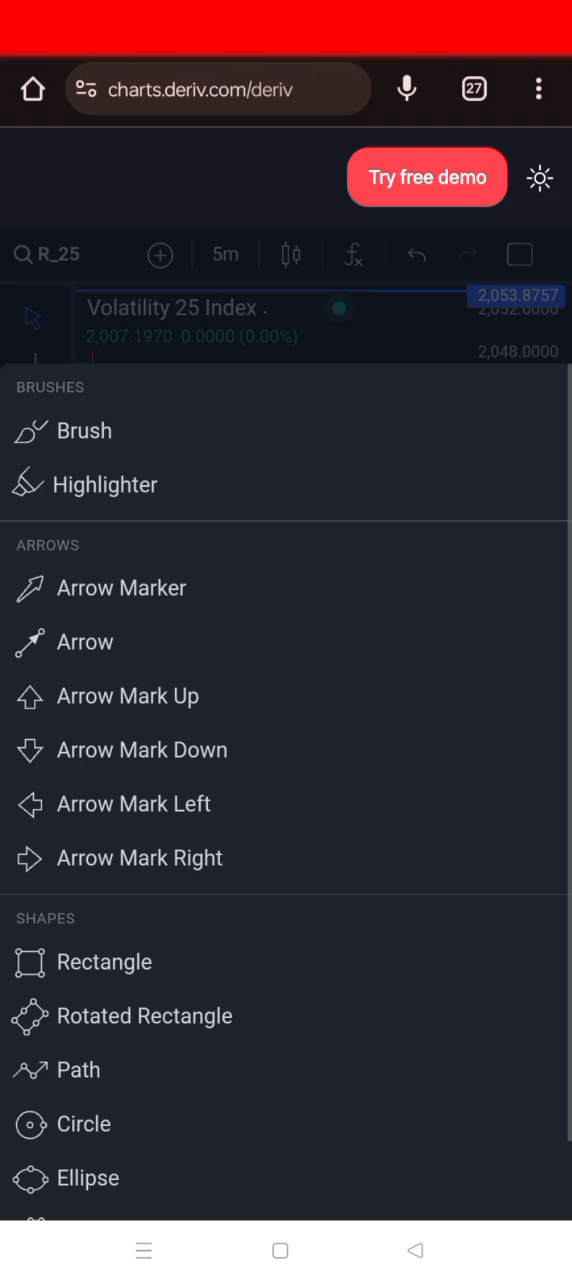 charts.deriv.com/deriv
27
Try free demo
R_25
5m
fx
2,053.8757
Volatility 25 Index .
2,052.0000
2,007.1970 0.0000 (0.00%)
2,048.0000
BRUSHES
Brush
Highlighter
ARROWS
Arrow Marker
Arrow
Arrow Mark Up
Arrow Mark Down
Arrow Mark Left
Arrow Mark Right
SHAPES
Rectangle
Rotated Rectangle
Path
Circle
Ellipse